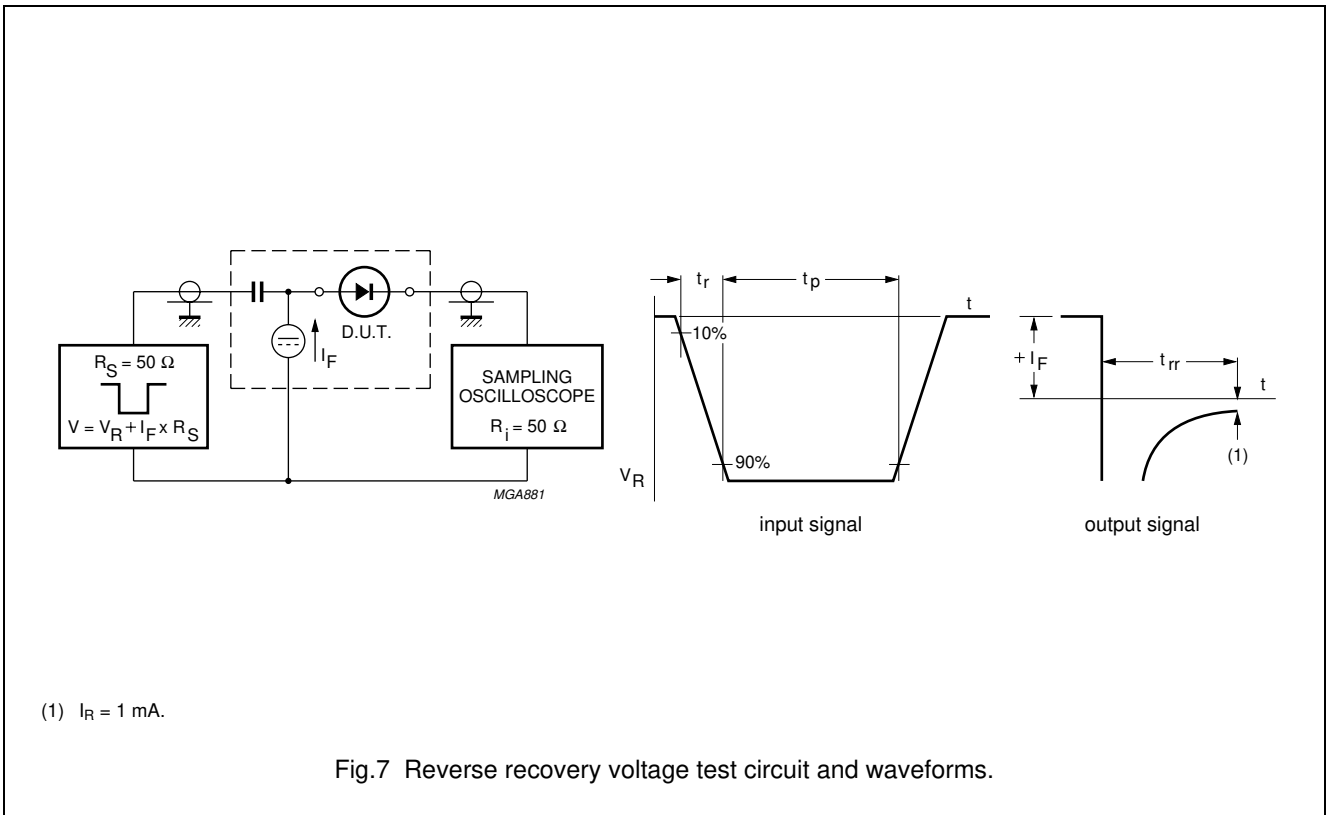 R_S = 50 Ω
V = V_R + I_F x R_S
I_F
D.U.T.
SAMPLING
OSCILLOSCOPE
R_i = 50 Ω
MGA881
t_r
t_p
t
10%
90%
V_R
input signal
+ I_F
t_rr
t
(1)
output signal
(1) I_R = 1 mA.
Fig.7 Reverse recovery voltage test circuit and waveforms.